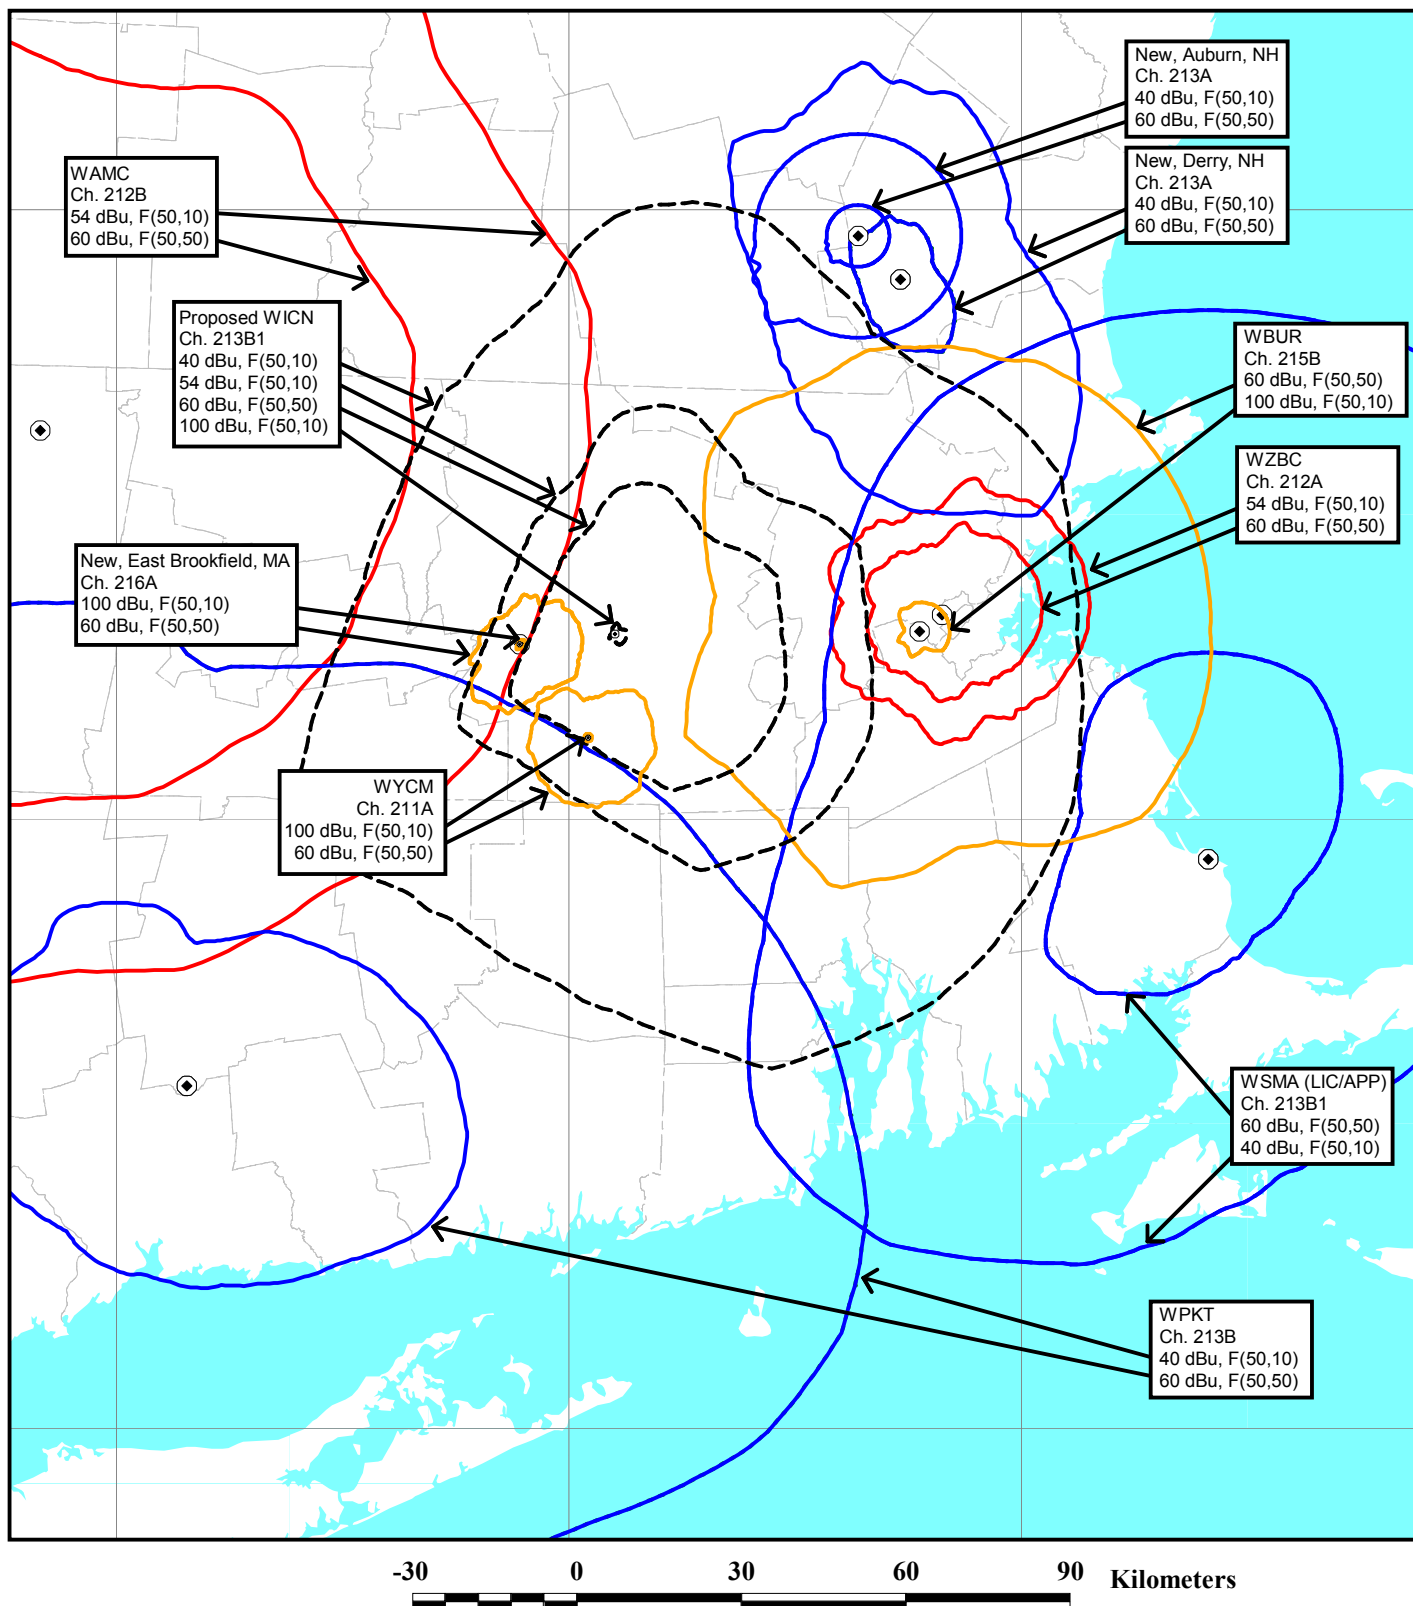 New, Auburn, NH
Ch. 213A
40 dBu, F(50,10)
60 dBu, F(50,50)
New, Derry, NH
Ch. 213A
40 dBu, F(50,10)
60 dBu, F(50,50)
WAMC
Ch. 212B
54 dBu, F(50,10)
60 dBu, F(50,50)
Proposed WICN
Ch. 213B1
40 dBu, F(50,10)
54 dBu, F(50,10)
60 dBu, F(50,50)
100 dBu, F(50,10)
WBUR
Ch. 215B
60 dBu, F(50,50)
100 dBu, F(50,10)
WZBC
Ch. 212A
54 dBu, F(50,10)
60 dBu, F(50,50)
New, East Brookfield, MA
Ch. 216A
100 dBu, F(50,10)
60 dBu, F(50,50)
WYCM
Ch. 211A
100 dBu, F(50,10)
60 dBu, F(50,50)
WSMA (LIC/APP)
Ch. 213B1
60 dBu, F(50,50)
40 dBu, F(50,10)
WPKT
Ch. 213B
40 dBu, F(50,10)
60 dBu, F(50,50)
-30 0 30 60 90 Kilometers